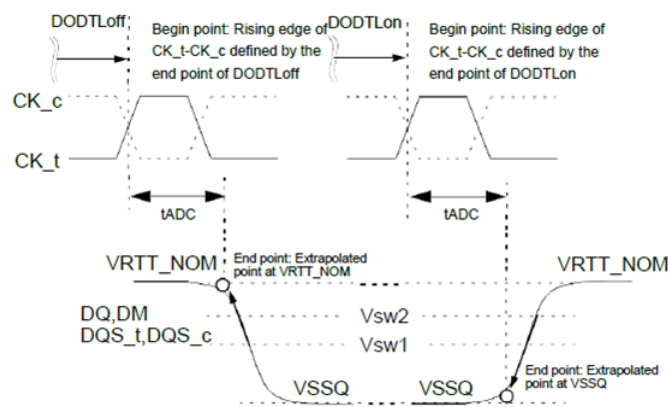 DODTLoff
Begin point: Rising edge of
CK_t-CK_c defined by the
end point of DODTLoff
DODTLon
Begin point: Rising edge of
CK_t-CK_c defined by the
end point of DODTLon
CK_c
CK_t
tADC
tADC
VRTT_NOM
End point: Extrapolated
point at VRTT_NOM
VRTT_NOM
DQ,DM
DQS_t,DQS_c
Vsw2
Vsw1
VSSQ
VSSQ
End point: Extrapolated
point at VSSQ